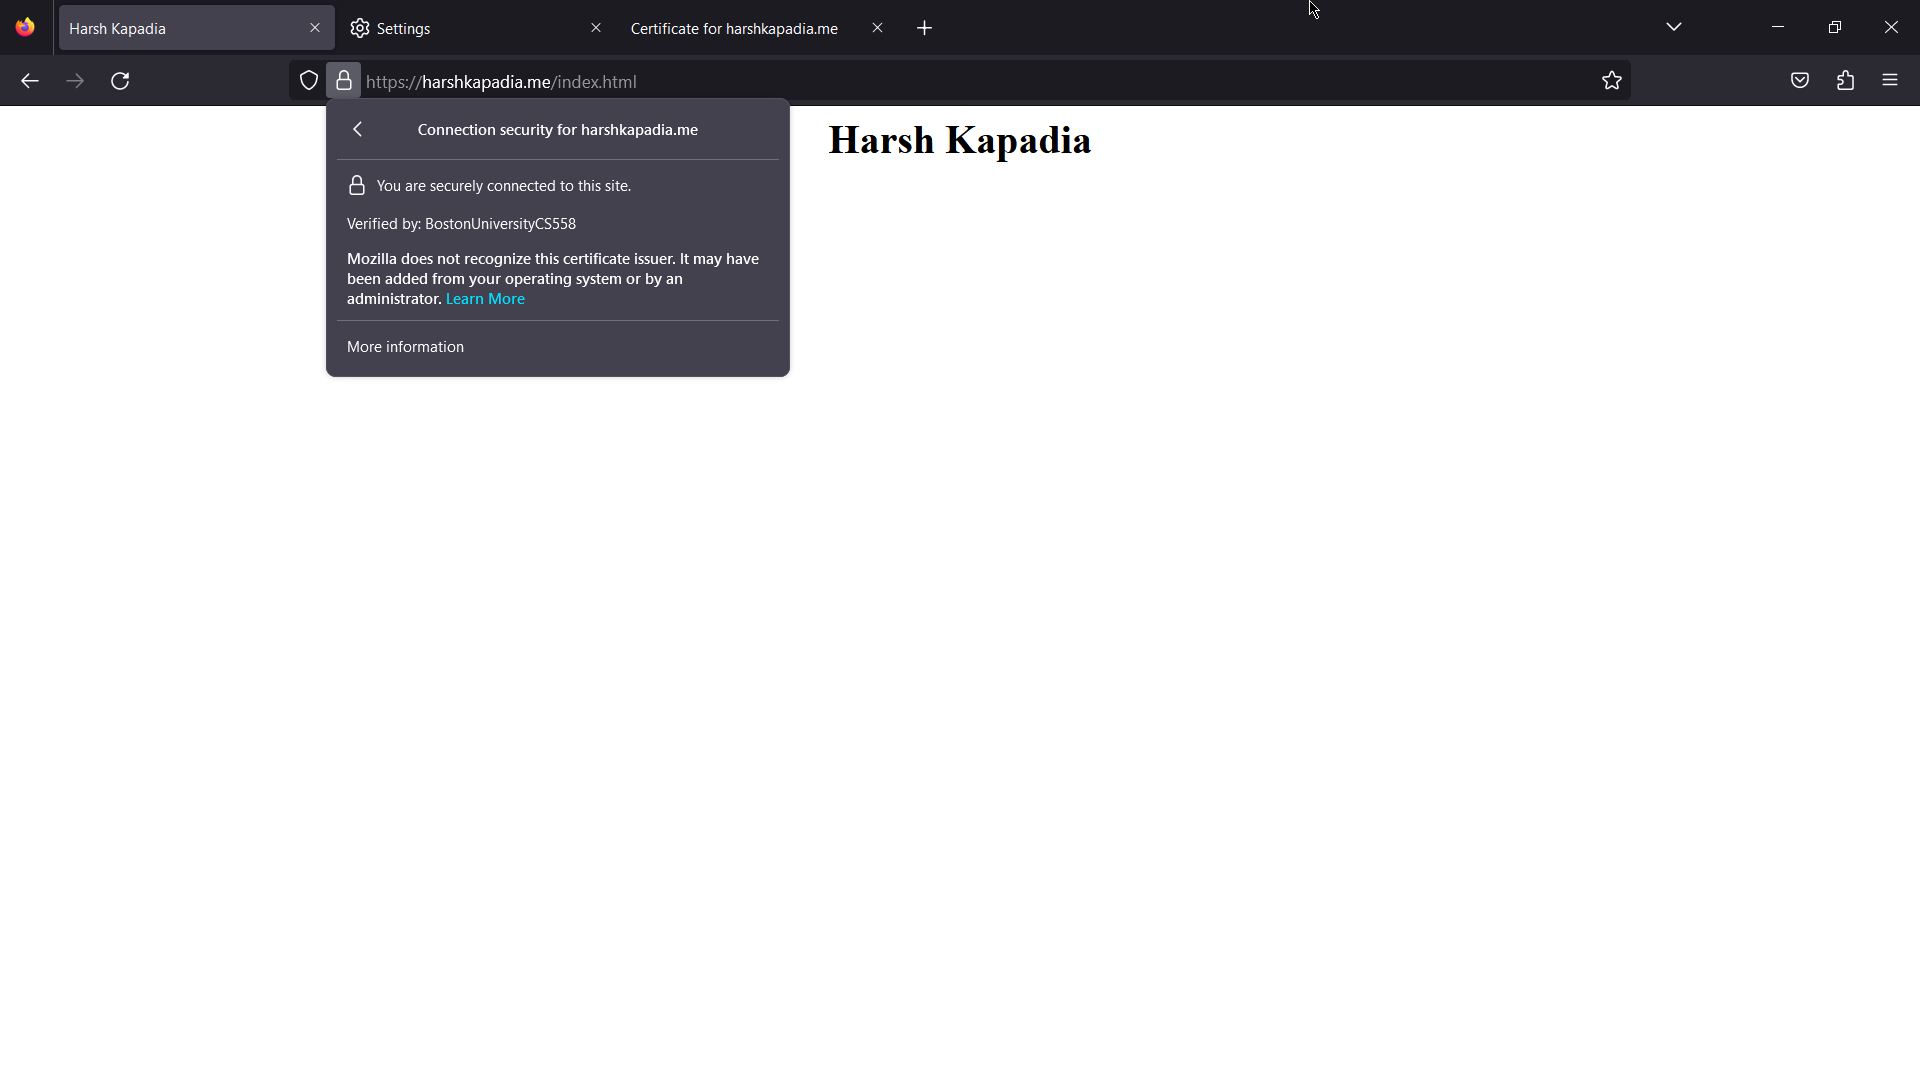 Harsh Kapadia
Settings
Certificate for harshkapadia.me
https://harshkapadia.me/index.html
Connection security for harshkapadia.me
You are securely connected to this site.
Verified by: BostonUniversityCS558
Mozilla does not recognize this certificate issuer. It may have
been added from your operating system or by an
administrator. Learn More
More information
Harsh Kapadia